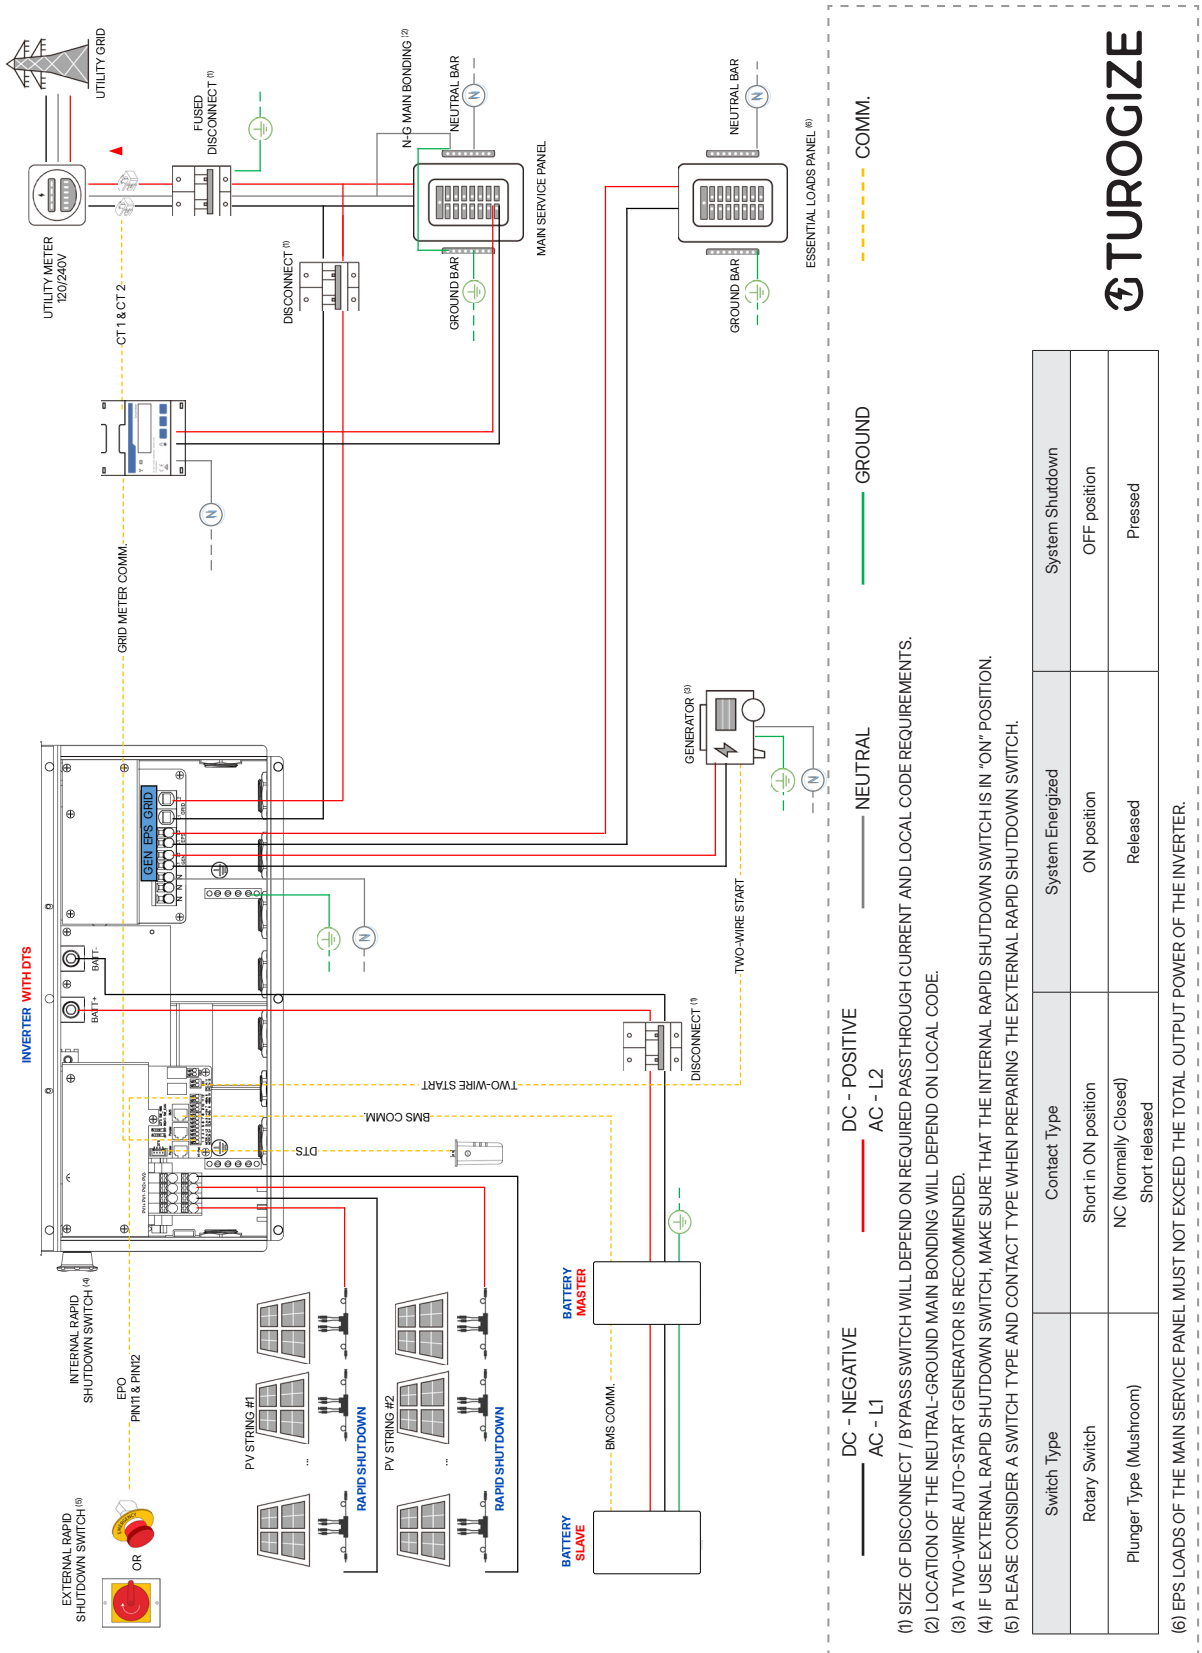 EXTERNAL RAPID
SHUTDOWN SWITCH (5)
OR
EMERGENCY
EPO
PIN11 & PIN12
INTERNAL RAPID
SHUTDOWN SWITCH (4)
INVERTER WITH DTS
BATT+
BATT-
GEN EPS GRID
N
N
N
GEN
EPS
GRID
PV1+ PV1- PV2+ PV2-
GRID METER COMM.
CT 1 & CT 2
UTILITY METER
120/240V
UTILITY GRID
FUSED
DISCONNECT (1)
DISCONNECT (1)
N-G MAIN BONDING (2)
NEUTRAL BAR
N
GROUND BAR
MAIN SERVICE PANEL
NEUTRAL BAR
N
GROUND BAR
ESSENTIAL LOADS PANEL (6)
N
N
GENERATOR (3)
N
TWO-WIRE START
TWO-WIRE START
BMS COMM.
DTS
DISCONNECT (1)
PV STRING #1
...
RAPID SHUTDOWN
PV STRING #2
...
RAPID SHUTDOWN
BATTERY
MASTER
BMS COMM.
BATTERY
SLAVE
DC - NEGATIVE
AC - L1
DC - POSITIVE
AC - L2
NEUTRAL
GROUND
COMM.
(1) SIZE OF DISCONNECT / BYPASS SWITCH WILL DEPEND ON REQUIRED PASSTHROUGH CURRENT AND LOCAL CODE REQUIREMENTS.
(2) LOCATION OF THE NEUTRAL-GROUND MAIN BONDING WILL DEPEND ON LOCAL CODE.
(3) A TWO-WIRE AUTO-START GENERATOR IS RECOMMENDED.
(4) IF USE EXTERNAL RAPID SHUTDOWN SWITCH, MAKE SURE THAT THE INTERNAL RAPID SHUTDOWN SWITCH IS IN "ON" POSITION.
(5) PLEASE CONSIDER A SWITCH TYPE AND CONTACT TYPE WHEN PREPARING THE EXTERNAL RAPID SHUTDOWN SWITCH.
Switch Type Contact Type System Energized System Shutdown
Rotary Switch Short in ON position ON position OFF position
Plunger Type (Mushroom) NC (Normally Closed) Short released Released Pressed
(6) EPS LOADS OF THE MAIN SERVICE PANEL MUST NOT EXCEED THE TOTAL OUTPUT POWER OF THE INVERTER.
TUROGIZE